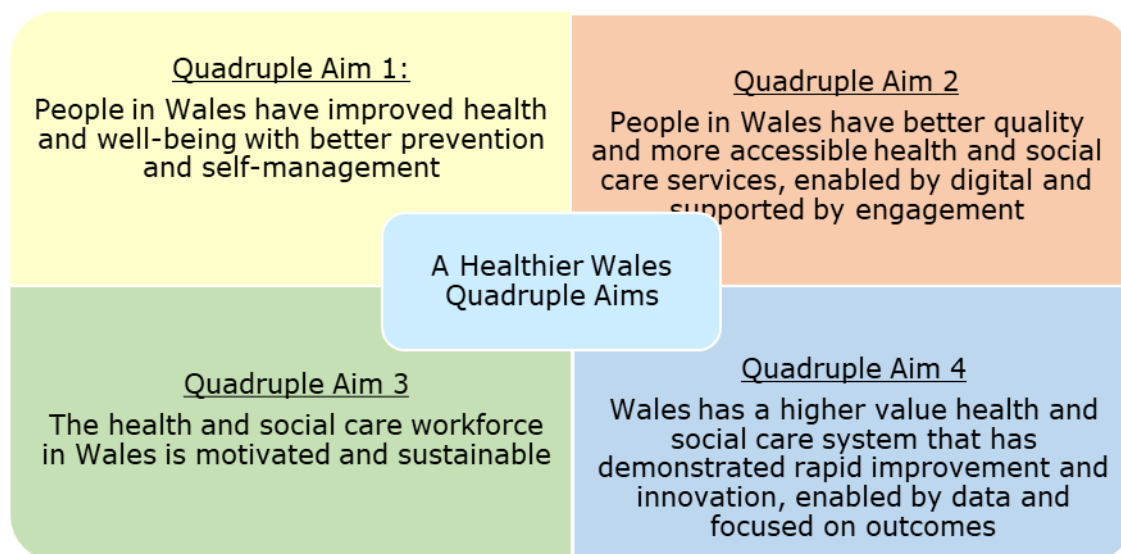 Quadruple Aim 1:
People in Wales have improved health
and well-being with better prevention
and self-management
Quadruple Aim 2
People in Wales have better quality
and more accessible health and social
care services, enabled by digital and
supported by engagement
A Healthier Wales
Quadruple Aims
Quadruple Aim 3
The health and social care workforce
in Wales is motivated and sustainable
Quadruple Aim 4
Wales has a higher value health and
social care system that has
demonstrated rapid improvement and
innovation, enabled by data and
focused on outcomes